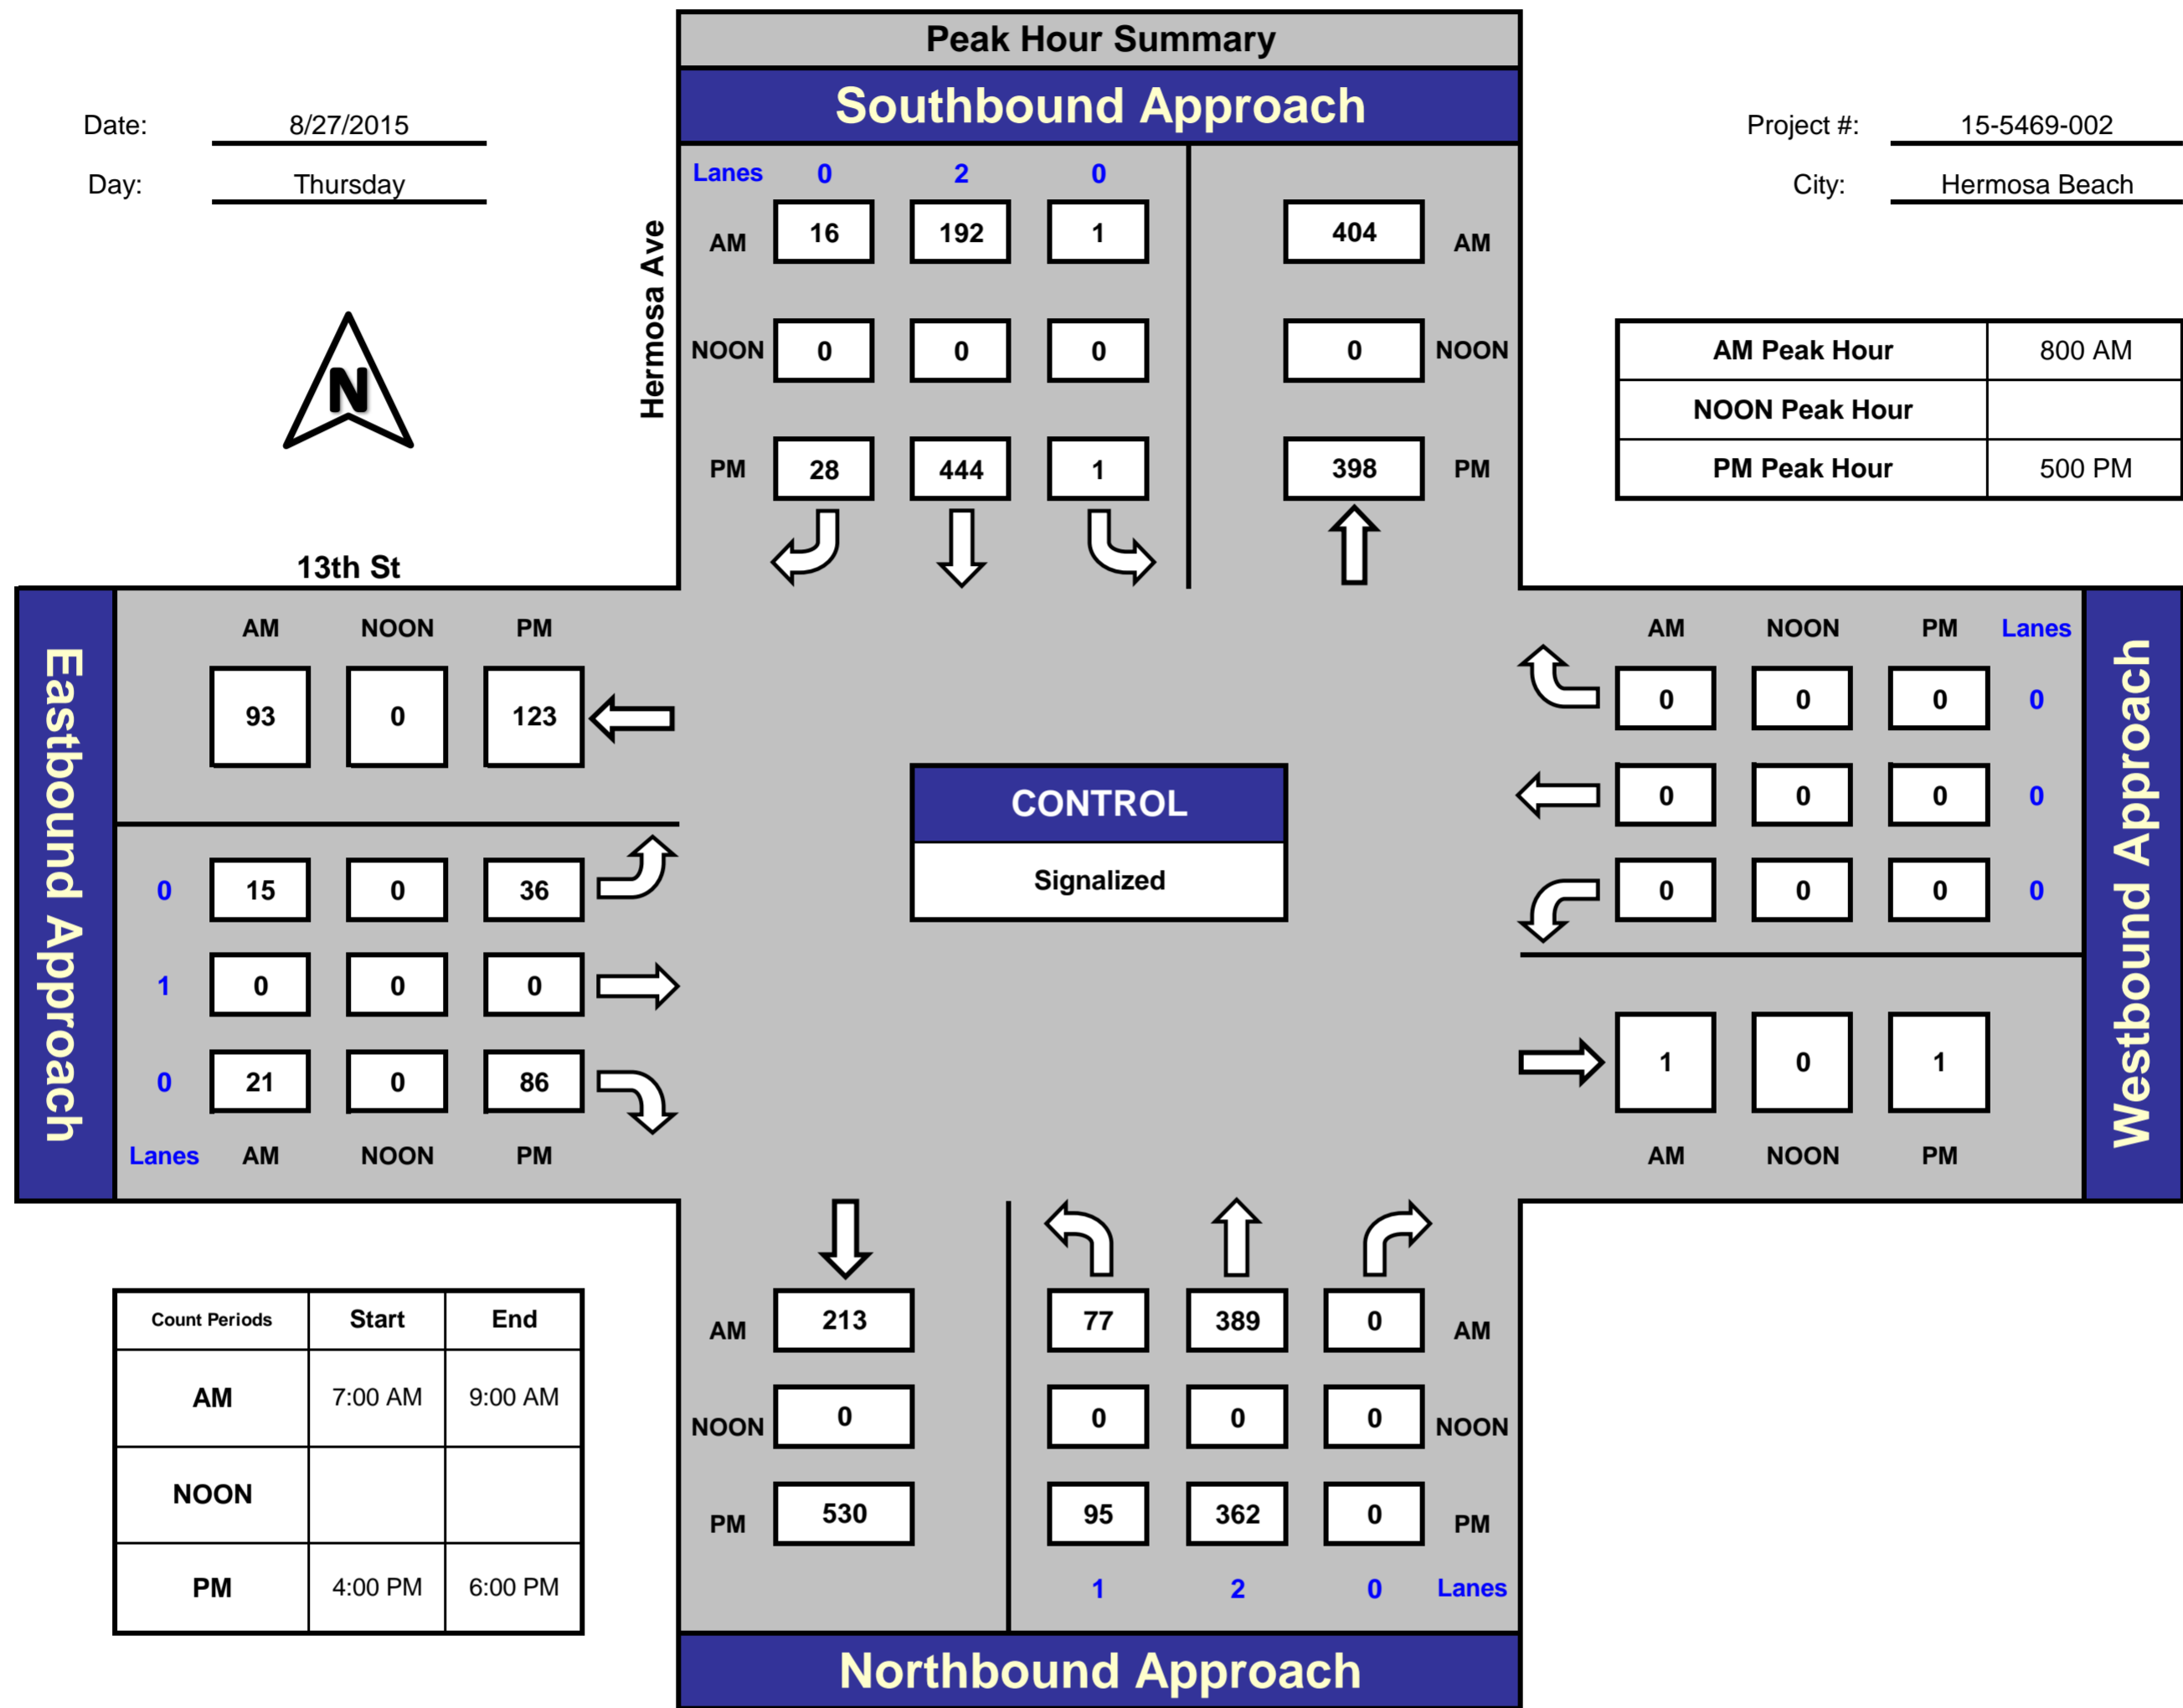 Peak Hour Summary
Southbound Approach
Date: 8/27/2015
Day: Thursday
Project #: 15-5469-002
City: Hermosa Beach
Hermosa Ave
Lanes 0 2 0
AM 16 192 1 404 AM
NOON 0 0 0 0 NOON
PM 28 444 1 398 PM
N
AM Peak Hour 800 AM
NOON Peak Hour
PM Peak Hour 500 PM
13th St
Eastbound Approach
AM NOON PM
93 0 123
0 15 0 36
1 0 0 0
0 21 0 86
Lanes AM NOON PM
CONTROL
Signalized
AM NOON PM Lanes
0 0 0 0
0 0 0 0
0 0 0 0
1 0 1
AM NOON PM
Westbound Approach
Count Periods Start End
AM 7:00 AM 9:00 AM
NOON
PM 4:00 PM 6:00 PM
AM 213 77 389 0 AM
NOON 0 0 0 0 NOON
PM 530 95 362 0 PM
1 2 0 Lanes
Northbound Approach